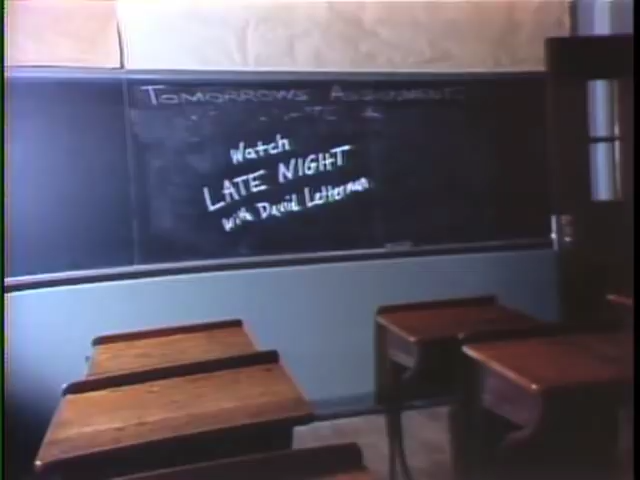 TOMORROWS ASSIGNMENT
Watch
LATE NIGHT
with David Letterman